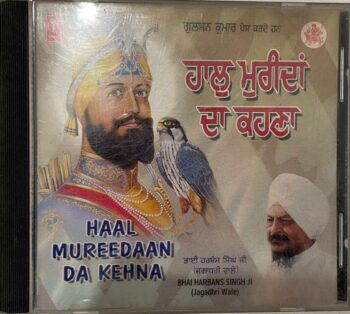 ਗੁਲਸ਼ਨ ਕੁਮਾਰ ਪੇਸ਼ ਕਰਦੇ ਹਨ
ਹਾਲੁ ਮੁਰੀਦਾਂ
ਦਾ ਕਹਣਾ
HAAL
MUREEDAAN
DA KEHNA
ਭਾਈ ਹਰਬੰਸ ਸਿੰਘ ਜੀ
(ਜਗਾਧਰੀ ਵਾਲੇ)
BHAI HARBANS SINGH JI
(Jagadhri Wale)